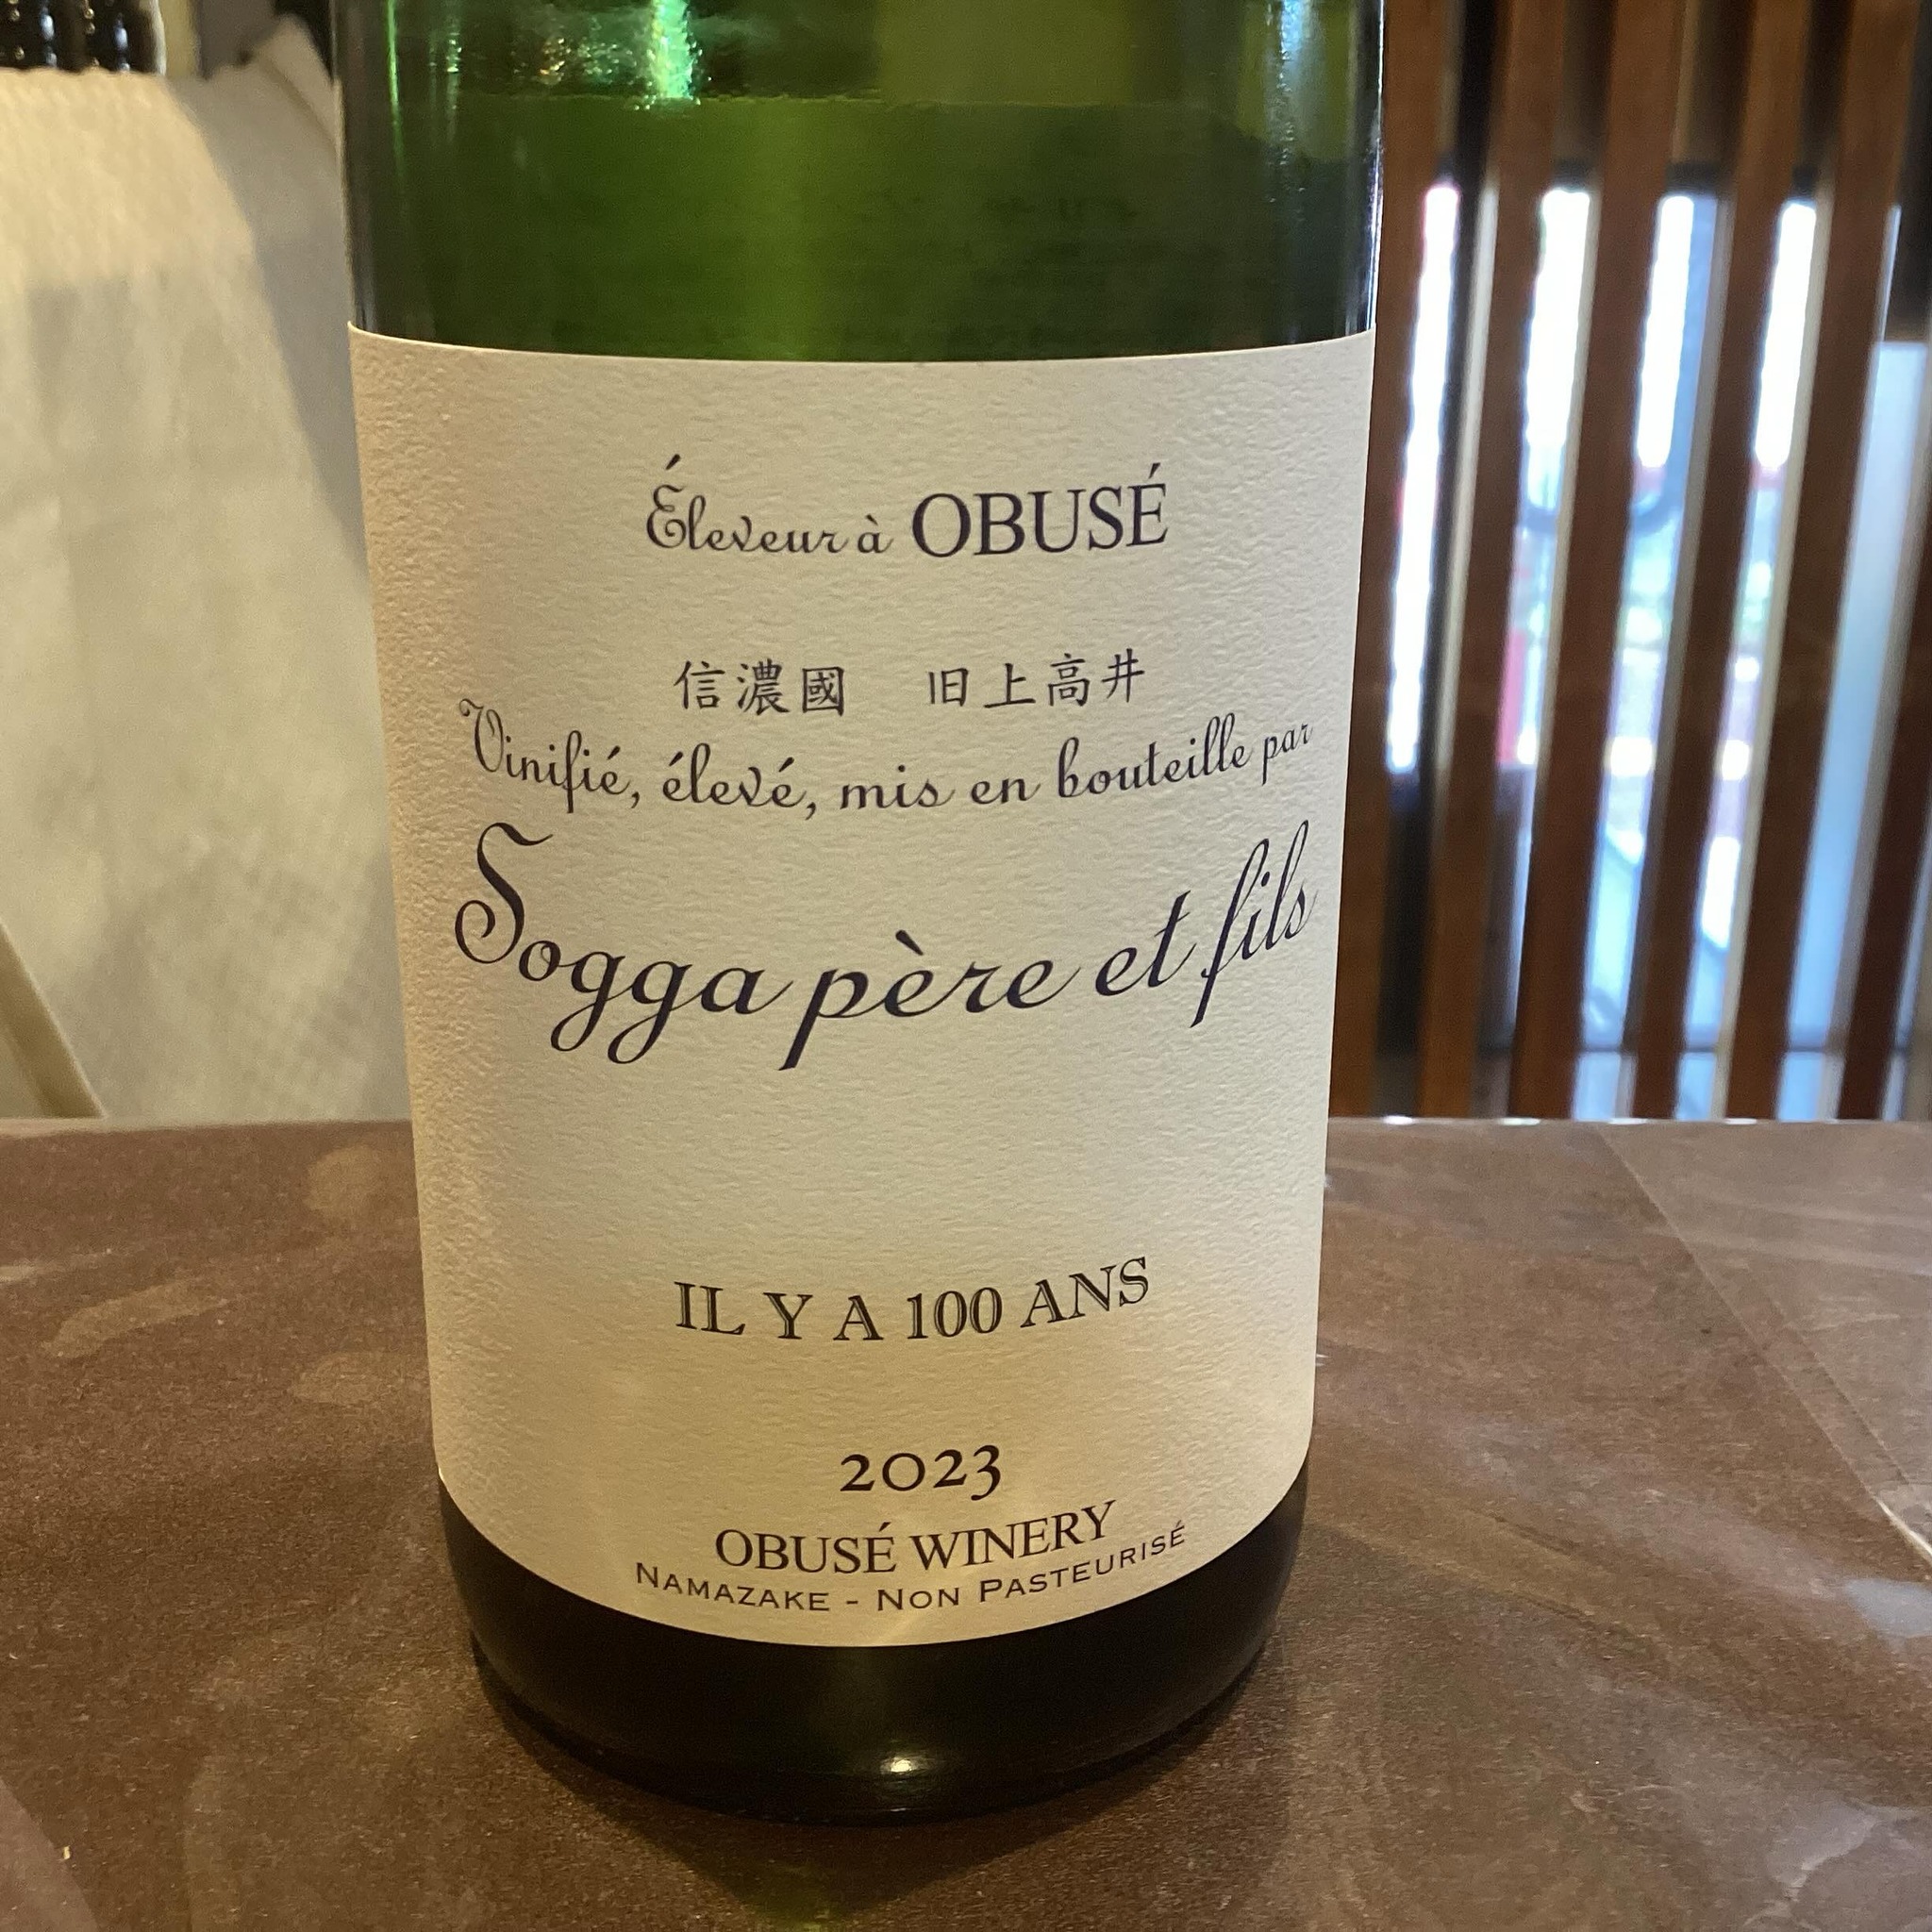 Éleveur à OBUSÉ
信濃國　旧上高井
Vinifié, élevé, mis en bouteille par
Sogga père et fils
IL Y A 100 ANS
2023
OBUSÉ WINERY
NAMAZAKE - NON PASTEURISÉ